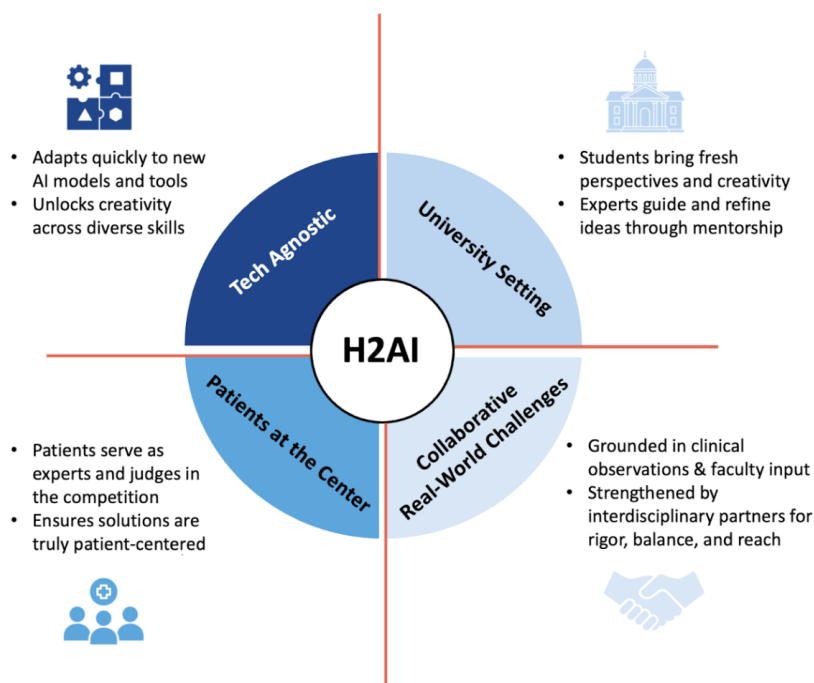 • Adapts quickly to new
AI models and tools
• Unlocks creativity
across diverse skills
• Students bring fresh
perspectives and creativity
• Experts guide and refine
ideas through mentorship
Tech Agnostic
University Setting
H2AI
Patients at the Center
Collaborative
Real-World Challenges
• Patients serve as
experts and judges in
the competition
• Ensures solutions are
truly patient-centered
• Grounded in clinical
observations & faculty input
• Strengthened by
interdisciplinary partners for
rigor, balance, and reach